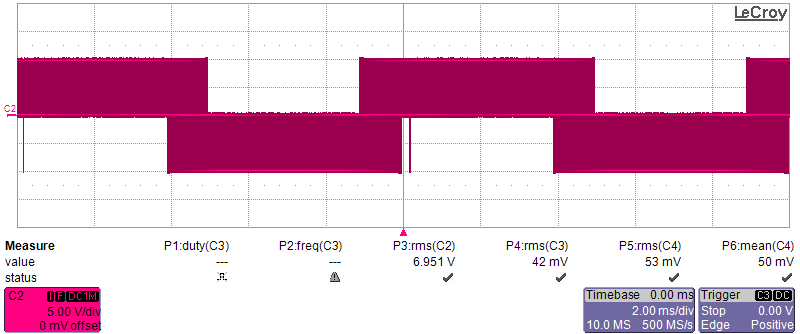 LeCroy
C2
Measure P1:duty(C3) P2:freq(C3) P3:rms(C2) P4:rms(C3) P5:rms(C4) P6:mean(C4)
value --- --- 6.951 V 42 mV 53 mV 50 mV
status
C2 I F DC1M
5.00 V/div
0 mV offset
Timebase 0.00 ms
2.00 ms/div
10.0 MS 500 MS/s
Trigger C3 DC
Stop 0.00 V
Edge Positive